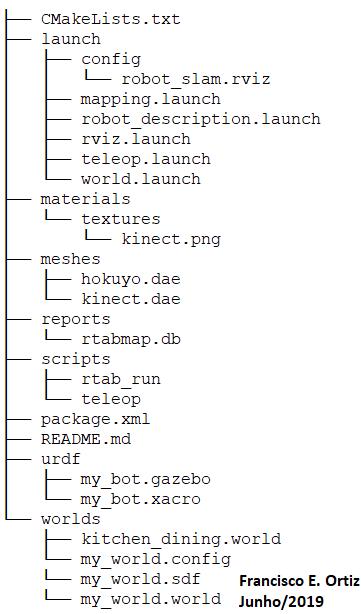 ├── CMakeLists.txt
├── launch
│   ├── config
│   │   └── robot_slam.rviz
│   ├── mapping.launch
│   ├── robot_description.launch
│   ├── rviz.launch
│   ├── teleop.launch
│   └── world.launch
├── materials
│   └── textures
│       └── kinect.png
├── meshes
│   ├── hokuyo.dae
│   └── kinect.dae
├── reports
│   └── rtabmap.db
├── scripts
│   ├── rtab_run
│   └── teleop
├── package.xml
├── README.md
├── urdf
│   ├── my_bot.gazebo
│   └── my_bot.xacro
└── worlds
    ├── kitchen_dining.world
    ├── my_world.config
    ├── my_world.sdf Francisco E. Ortiz
    └── my_world.world Junho/2019